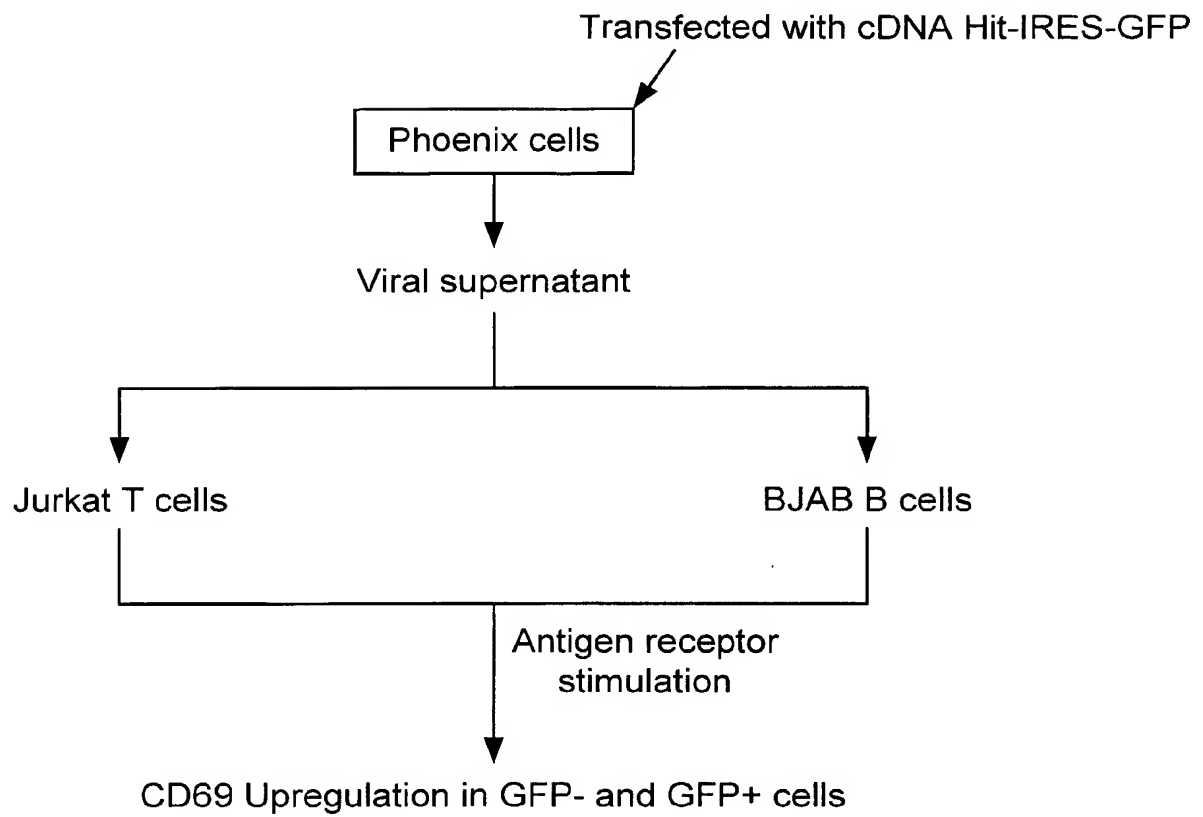 Transfected with cDNA Hit-IRES-GFP
Phoenix cells
Viral supernatant
Jurkat T cells
BJAB B cells
Antigen receptor
stimulation
CD69 Upregulation in GFP- and GFP+ cells